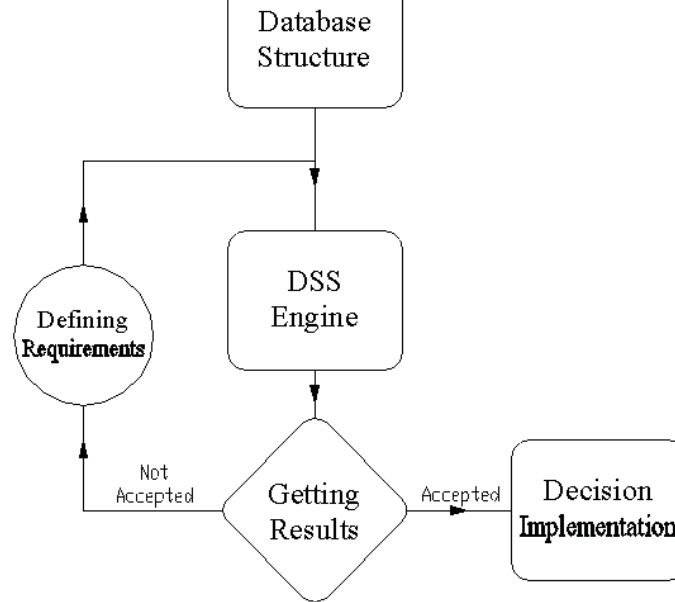 Database
Structure
DSS
Engine
Defining
Requirements
Not
Accepted
Getting
Results
Accepted
Decision
Implementation